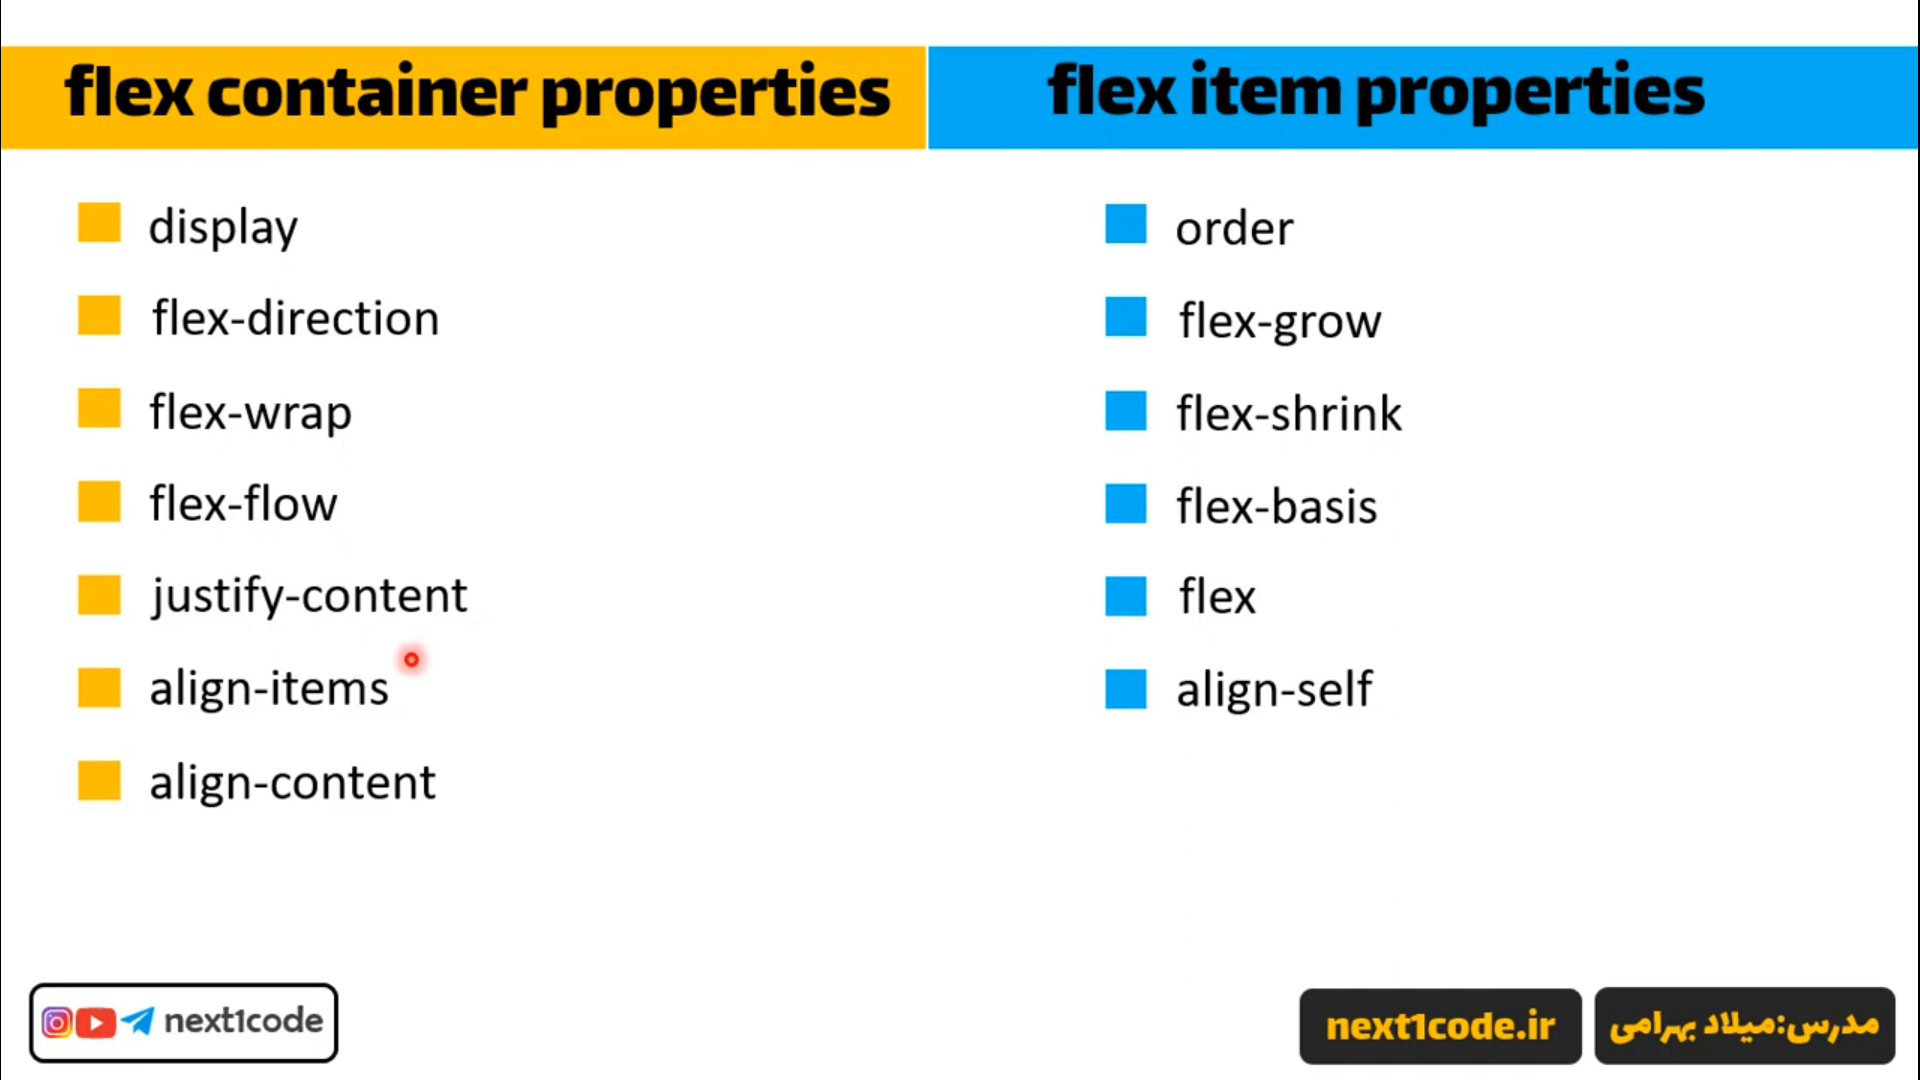 flex container properties
display
flex-direction
flex-wrap
flex-flow
justify-content
align-items
align-content
flex item properties
order
flex-grow
flex-shrink
flex-basis
flex
align-self
next1code
next1code.ir
مدرس:میلاد بهرامی